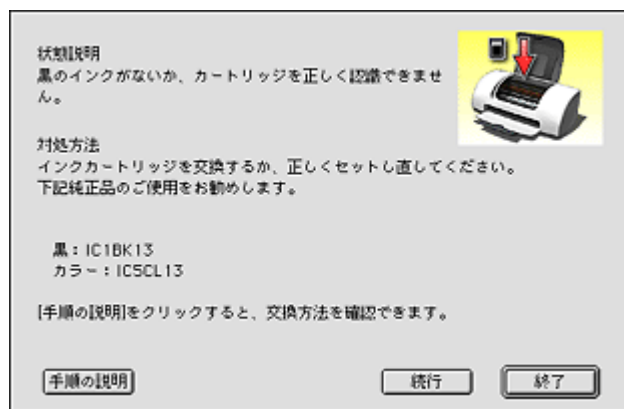 状態説明
黒のインクがないか、カートリッジを正しく認識できませ
ん。
対処方法
インクカートリッジを交換するか、正しくセットし直してください。
下記純正品のご使用をお勧めします。
黒：IC1BK13
カラー：IC5CL13
[手順の説明]をクリックすると、交換方法を確認できます。
手順の説明 続行 終了